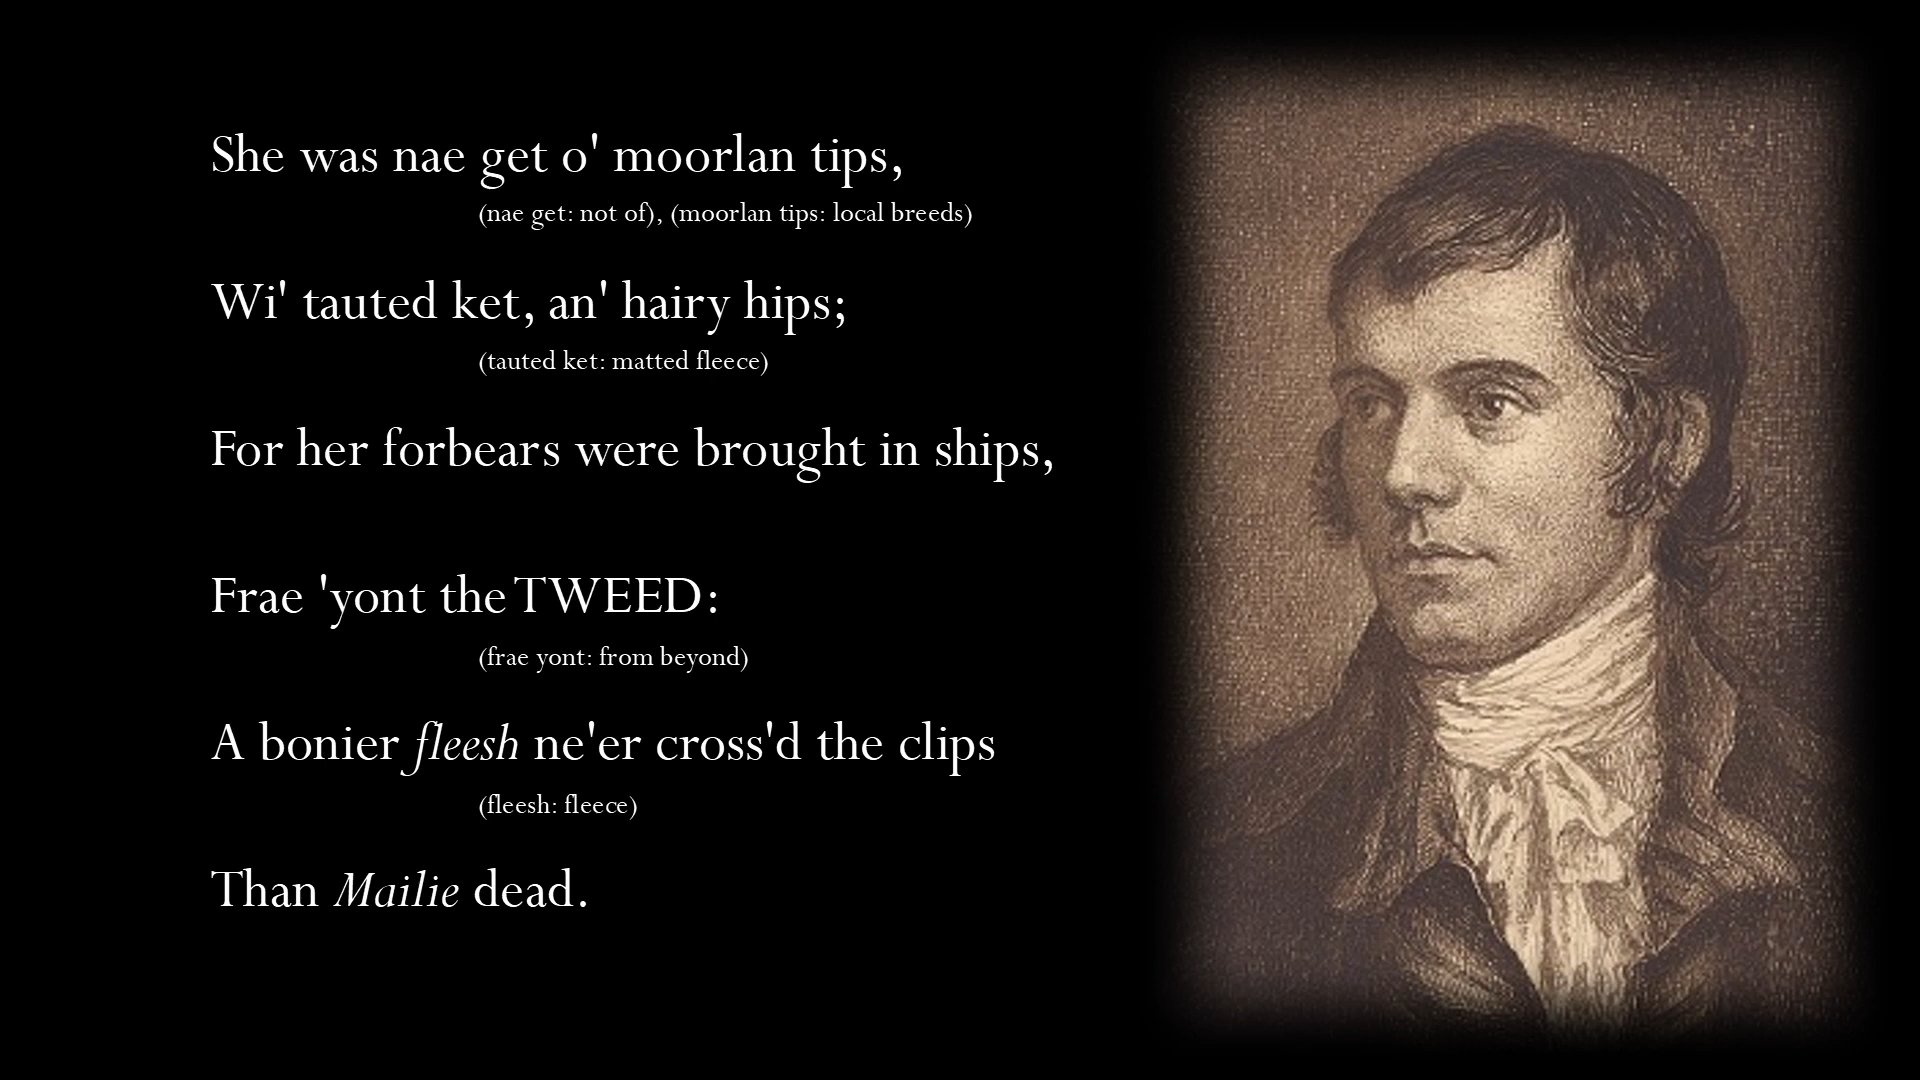 She was nae get o' moorlan tips,
(nae get: not of), (moorlan tips: local breeds)
Wi' tauted ket, an' hairy hips;
(tauted ket: matted fleece)
For her forbears were brought in ships,
Frae 'yont the TWEED:
(frae yont: from beyond)
A bonier fleesh ne'er cross'd the clips
(fleesh: fleece)
Than Mailie dead.